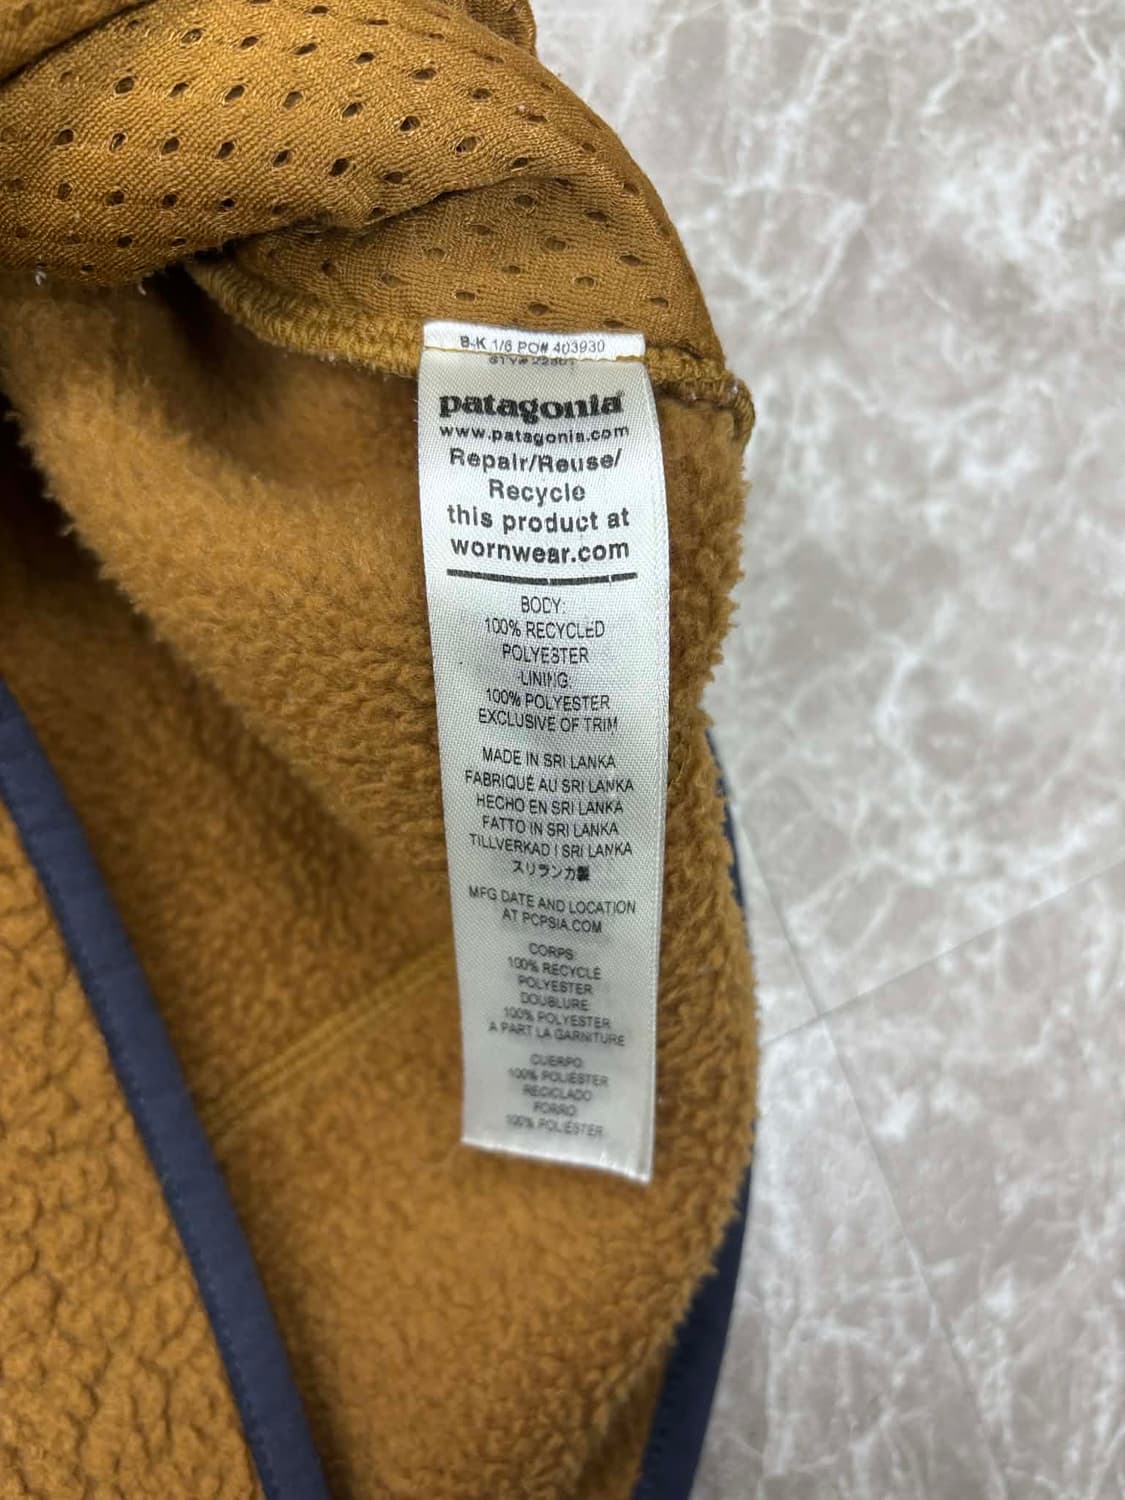 B-K 1/6 PO# 403930
patagonia
www.patagonia.com
Repair/Reuse/
Recycle
this product at
wornwear.com
BODY:
100% RECYCLED
POLYESTER
LINING:
100% POLYESTER
EXCLUSIVE OF TRIM
MADE IN SRI LANKA
FABRIQUÉ AU SRI LANKA
HECHO EN SRI LANKA
FATTO IN SRI LANKA
TILLVERKAD I SRI LANKA
スリランカ製
MFG DATE AND LOCATION
AT PCPSIA.COM
CORPS:
100% RECYCLÉ
POLYESTER
DOUBLURE:
100% POLYESTER
A PART LA GARNITURE
CUERPO:
100% POLIÉSTER
RECICLADO
FORRO:
100% POLIÉSTER